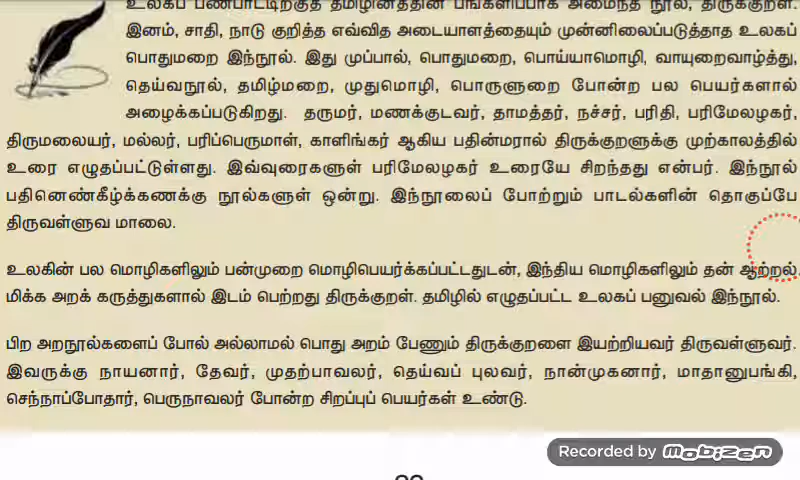 உலகப் பண்பாட்டிற்குத் தமிழினத்தின் பங்களிப்பாக அமைந்த நூல், திருக்குறள்.
இனம், சாதி, நாடு குறித்த எவ்வித அடையாளத்தையும் முன்னிலைப்படுத்தாத உலகப்
பொதுமறை இந்நூல். இது முப்பால், பொதுமறை, பொய்யாமொழி, வாயுறைவாழ்த்து,
தெய்வநூல், தமிழ்மறை, முதுமொழி, பொருளுறை போன்ற பல பெயர்களால்
அழைக்கப்படுகிறது. தருமர், மணக்குடவர், தாமத்தர், நச்சர், பரிதி, பரிமேலழகர்,
திருமலையர், மல்லர், பரிப்பெருமாள், காளிங்கர் ஆகிய பதின்மரால் திருக்குறளுக்கு முற்காலத்தில்
உரை எழுதப்பட்டுள்ளது. இவ்வுரைகளுள் பரிமேலழகர் உரையே சிறந்தது என்பர். இந்நூல்
பதினெண்கீழ்க்கணக்கு நூல்களுள் ஒன்று. இந்நூலைப் போற்றும் பாடல்களின் தொகுப்பே
திருவள்ளுவ மாலை.
உலகின் பல மொழிகளிலும் பன்முறை மொழிபெயர்க்கப்பட்டதுடன், இந்திய மொழிகளிலும் தன் ஆற்றல்
மிக்க அறக் கருத்துகளால் இடம் பெற்றது திருக்குறள். தமிழில் எழுதப்பட்ட உலகப் பனுவல் இந்நூல்.
பிற அறநூல்களைப் போல் அல்லாமல் பொது அறம் பேணும் திருக்குறளை இயற்றியவர் திருவள்ளுவர்.
இவருக்கு நாயனார், தேவர், முதற்பாவலர், தெய்வப் புலவர், நான்முகனார், மாதானுபங்கி,
செந்நாப்போதார், பெருநாவலர் போன்ற சிறப்புப் பெயர்கள் உண்டு.
Recorded by mobizen